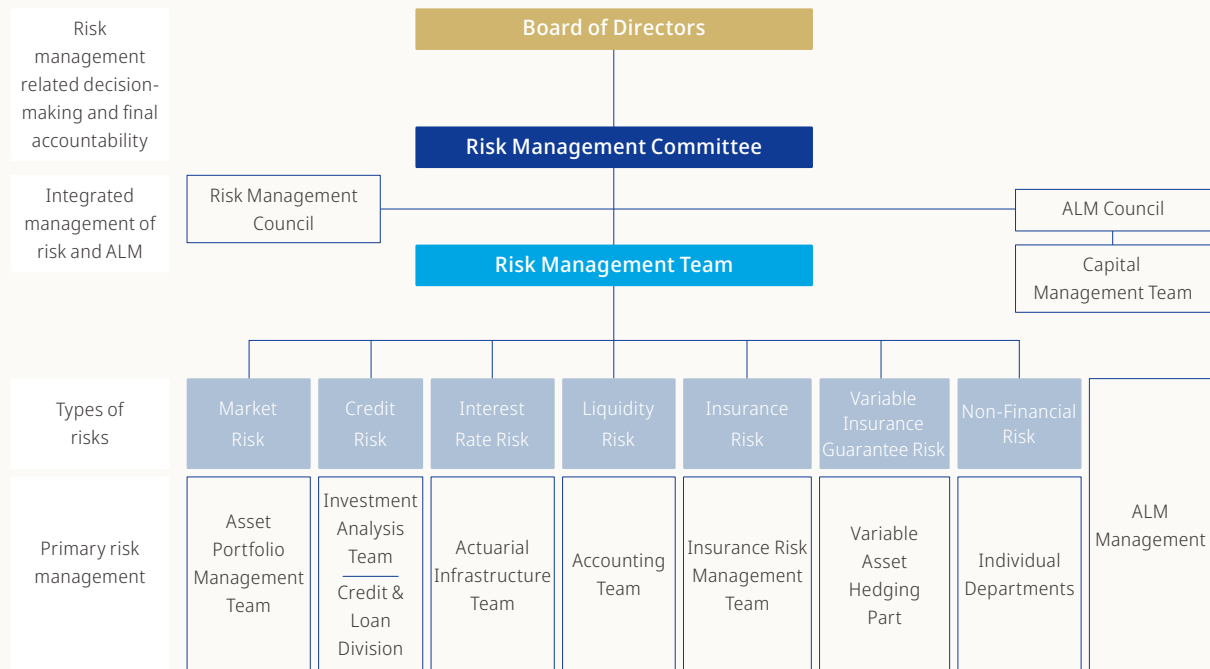 Risk
management
related decision-
making and final
accountability
Board of Directors
Risk Management Committee
Integrated
management of
risk and ALM
Risk Management
Council
ALM Council
Risk Management Team
Capital
Management Team
Types of
risks
Market
Risk
Credit
Risk
Interest
Rate Risk
Liquidity
Risk
Insurance
Risk
Variable
Insurance
Guarantee Risk
Non-Financial
Risk
ALM
Management
Primary risk
management
Asset
Portfolio
Management
Team
Investment
Analysis
Team
Credit &
Loan
Division
Actuarial
Infrastructure
Team
Accounting
Team
Insurance Risk
Management
Team
Variable
Asset
Hedging
Part
Individual
Departments